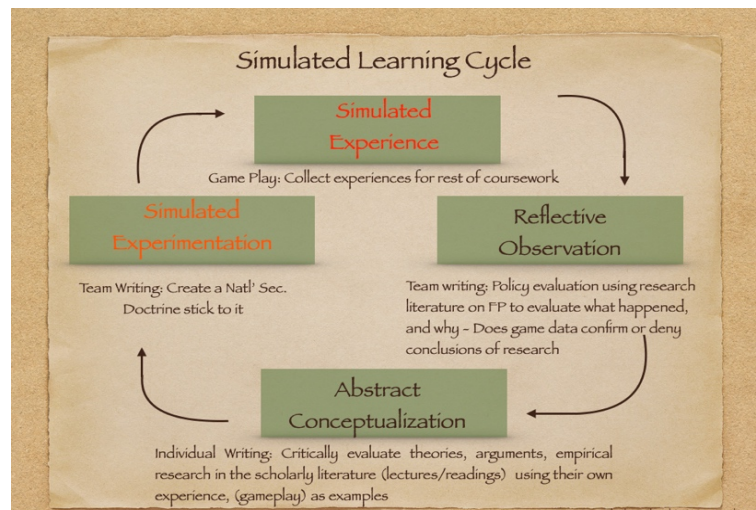 Simulated Learning Cycle
Simulated
Experience
Game Play: Collect experiences for rest of coursework
Simulated
Experimentation
Team Writing: Create a Natl' Sec.
Doctrine stick to it
Reflective
Observation
Team writing: Policy evaluation using research
literature on FP to evaluate what happened,
and why - Does game data confirm or deny
conclusions of research
Abstract
Conceptualization
Individual Writing: Critically evaluate theories, arguments, empirical
research in the scholarly literature (lectures/readings) using their own
experience, (gameplay) as examples